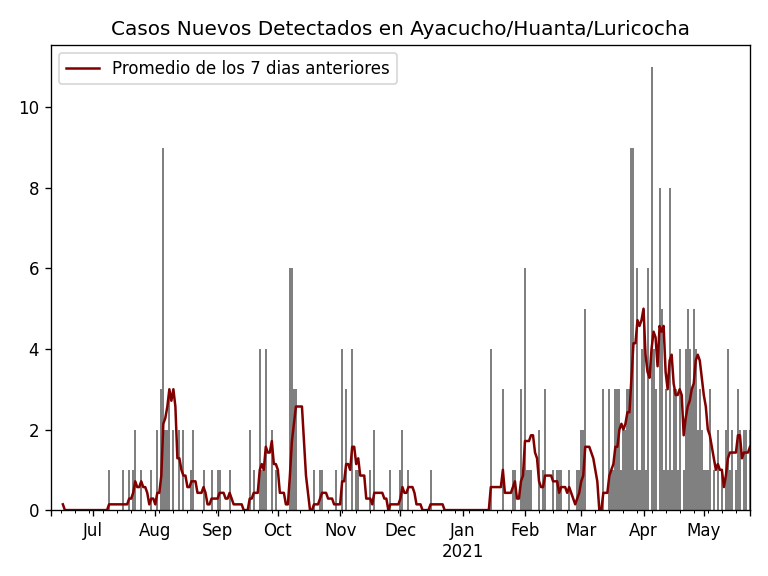 Casos Nuevos Detectados en Ayacucho/Huanta/Luricocha
Promedio de los 7 dias anteriores
10
8
6
4
2
0
Jul Aug Sep Oct Nov Dec Jan Feb Mar Apr May
2021